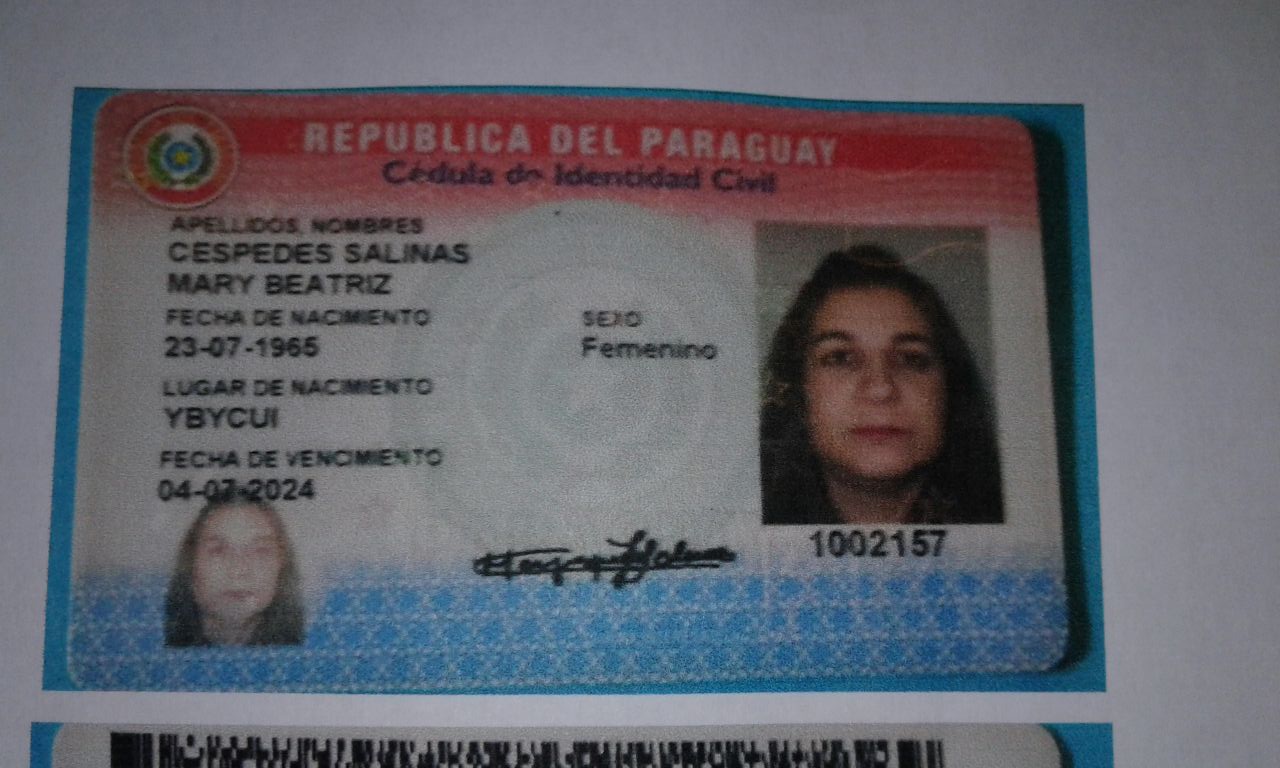 REPUBLICA DEL PARAGUAY
Cédula de Identidad Civil
APELLIDOS, NOMBRES
CESPEDES SALINAS
MARY BEATRIZ
FECHA DE NACIMIENTO
23-07-1965
SEXO
Femenino
LUGAR DE NACIMIENTO
YBYCUI
FECHA DE VENCIMIENTO
04-07-2024
1002157